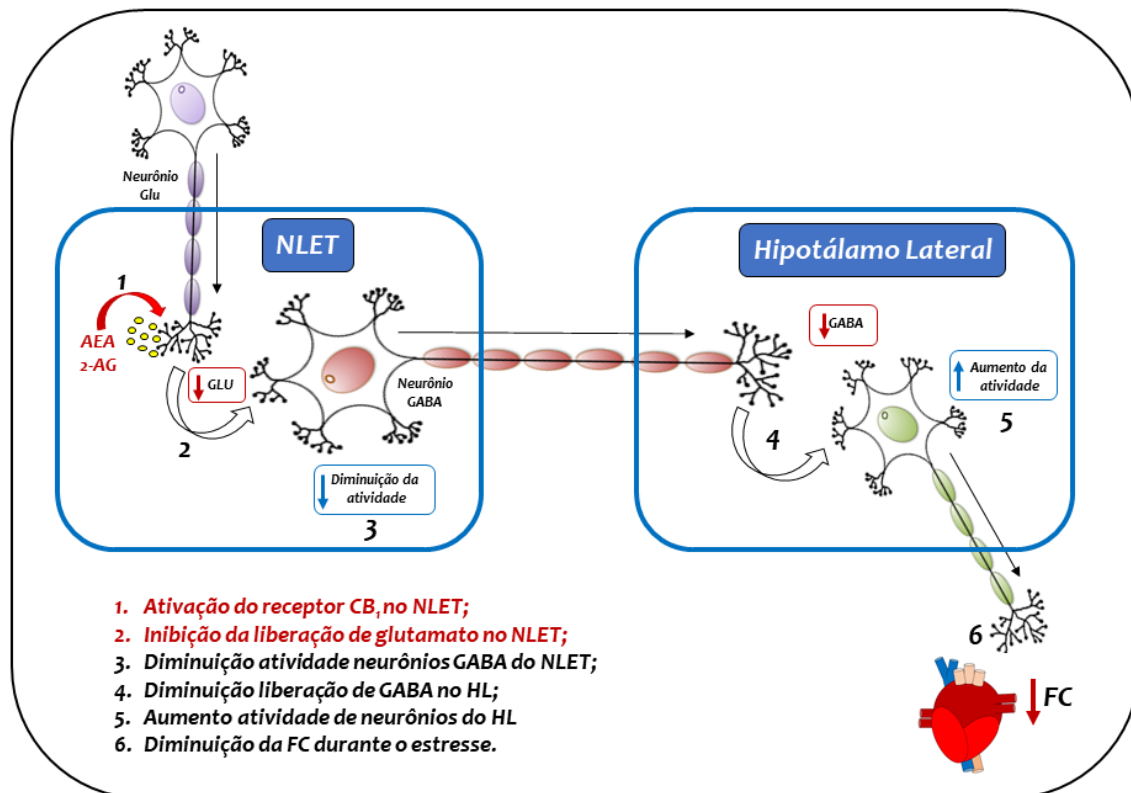 Neurônio
Glu
NLET
Hipotálamo Lateral
1
AEA
2-AG
GLU
2
Neurônio
GABA
Diminuição da
atividade
3
GABA
Aumento da
atividade
5
4
6
FC
1. Ativação do receptor CB₁ no NLET;
2. Inibição da liberação de glutamato no NLET;
3. Diminuição atividade neurônios GABA do NLET;
4. Diminuição liberação de GABA no HL;
5. Aumento atividade de neurônios do HL
6. Diminuição da FC durante o estresse.